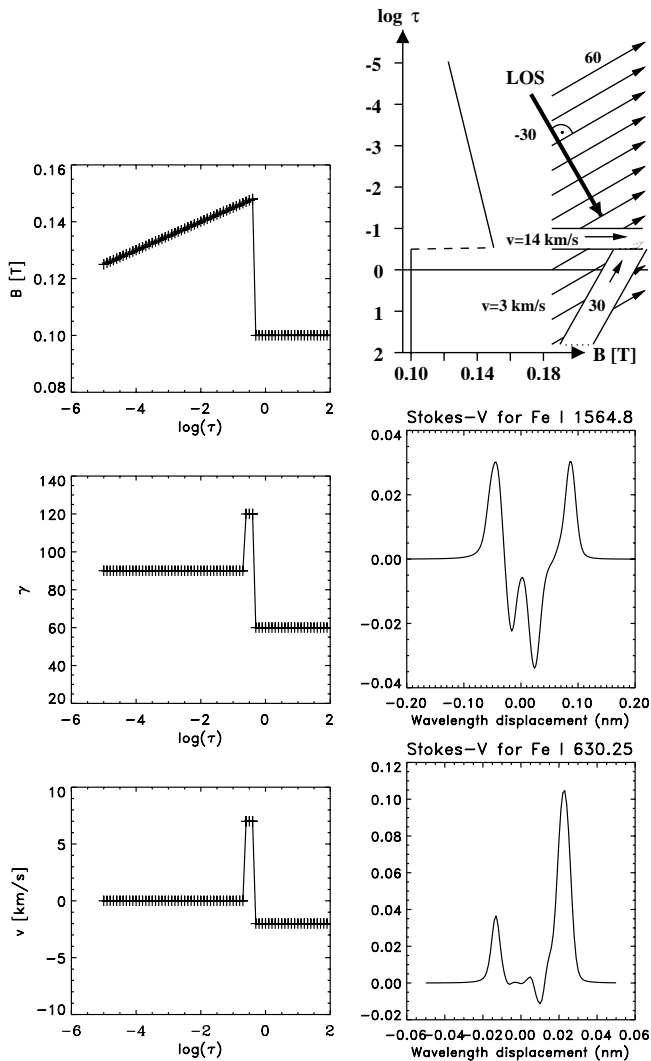 log τ
-5
-4
-3
-2
-1
0
1
2
0.10 0.14 0.18
B [T]
60
LOS
-30
v=14 km/s
v=3 km/s
30
0.16
0.14
0.12
0.10
0.08
B [T]
-6 -4 -2 0 2
log(τ)
140
120
100
80
60
40
20
γ
-6 -4 -2 0 2
log(τ)
Stokes-V for Fe I 1564.8
0.04
0.02
0.00
-0.02
-0.04
-0.20 -0.10 0.00 0.10 0.20
Wavelength displacement (nm)
5
0
-5
-10
v [km/s]
-6 -4 -2 0 2
log(τ)
Stokes-V for Fe I 630.25
0.12
0.10
0.08
0.06
0.04
0.02
0.00
-0.02
-0.06 -0.04 -0.02 0.00 0.02 0.04 0.06
Wavelength displacement (nm)